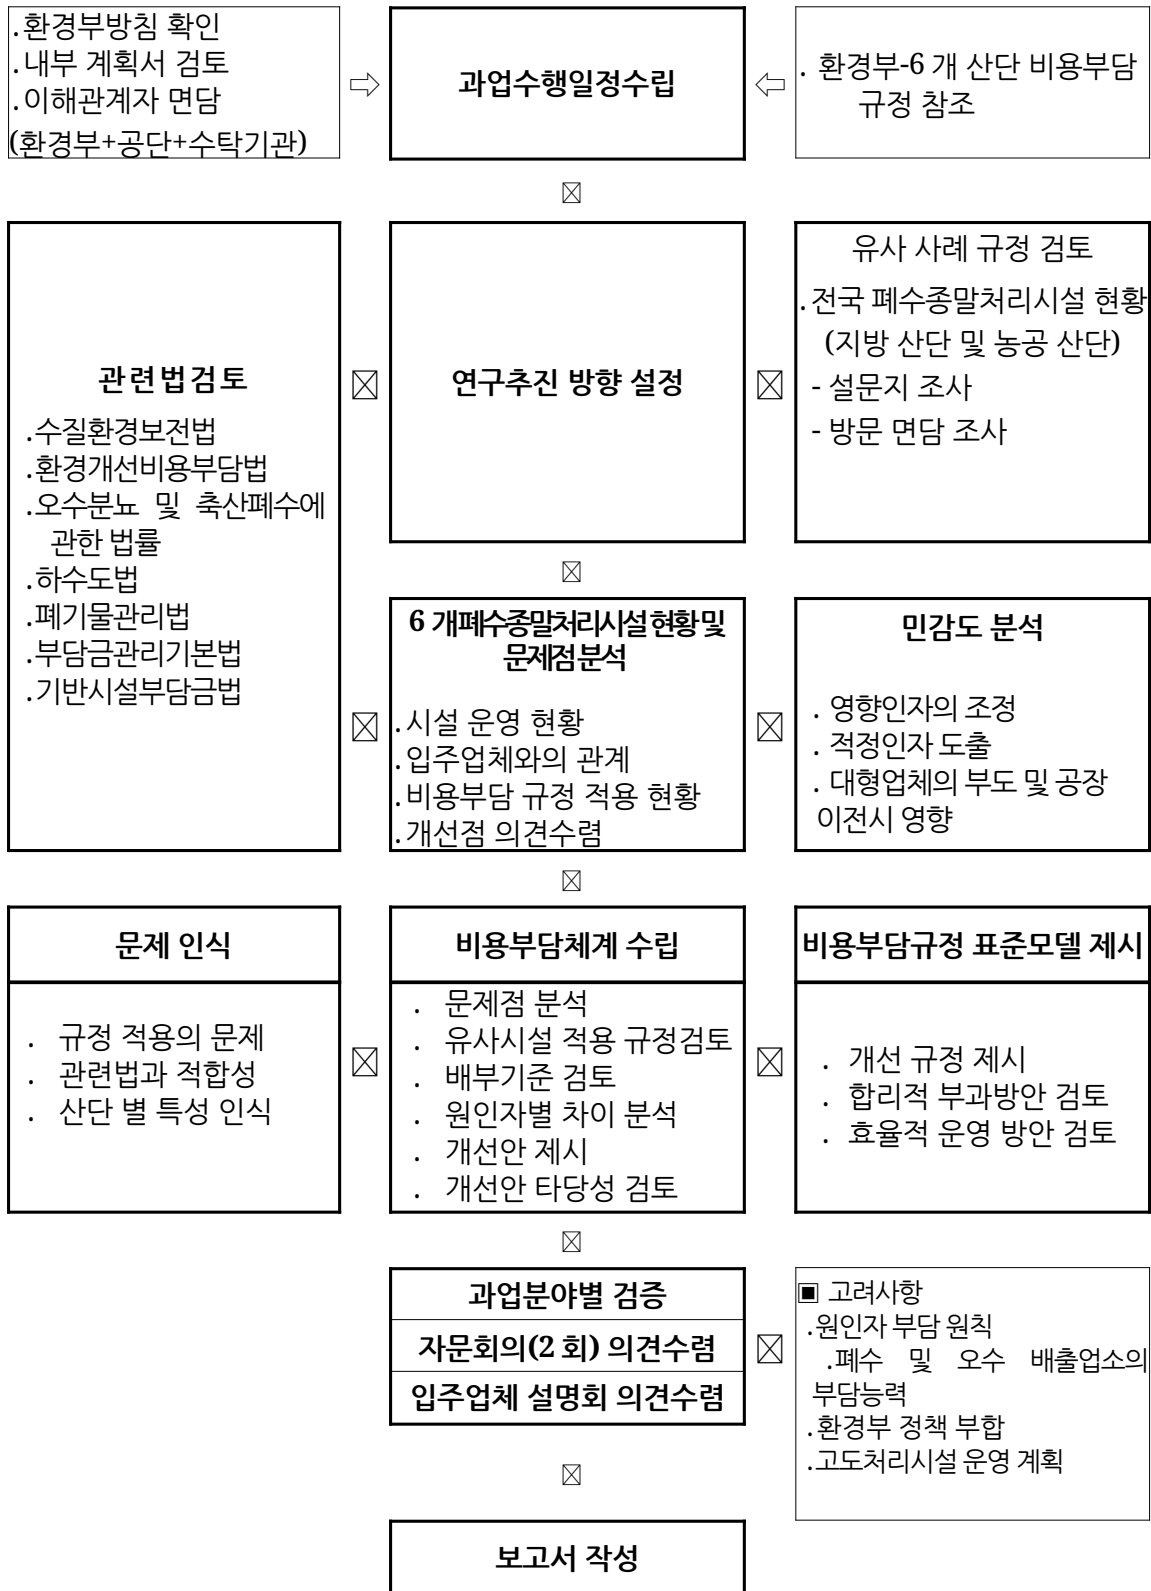 .환경부방침 확인
.내부 계획서 검토
.이해관계자 면담
(환경부+공단+수탁기관)
⇨
과업수행일정수립
⇦
. 환경부-6 개 산단 비용부담
규정 참조
관련법검토
.수질환경보전법
.환경개선비용부담법
.오수분뇨 및 축산폐수에
관한 법률
.하수도법
.폐기물관리법
.부담금관리기본법
.기반시설부담금법
연구추진 방향 설정
유사 사례 규정 검토
.전국 폐수종말처리시설 현황
(지방 산단 및 농공 산단)
- 설문지 조사
- 방문 면담 조사
6 개폐수종말처리시설현황및
문제점분석
.시설 운영 현황
.입주업체와의 관계
.비용부담 규정 적용 현황
.개선점 의견수렴
민감도 분석
. 영향인자의 조정
. 적정인자 도출
. 대형업체의 부도 및 공장
이전시 영향
문제 인식
. 규정 적용의 문제
. 관련법과 적합성
. 산단 별 특성 인식
비용부담체계 수립
. 문제점 분석
. 유사시설 적용 규정검토
. 배부기준 검토
. 원인자별 차이 분석
. 개선안 제시
. 개선안 타당성 검토
비용부담규정 표준모델 제시
. 개선 규정 제시
. 합리적 부과방안 검토
. 효율적 운영 방안 검토
과업분야별 검증
자문회의(2 회) 의견수렴
입주업체 설명회 의견수렴
▣ 고려사항
.원인자 부담 원칙
.폐수 및 오수 배출업소의
부담능력
.환경부 정책 부합
.고도처리시설 운영 계획
보고서 작성